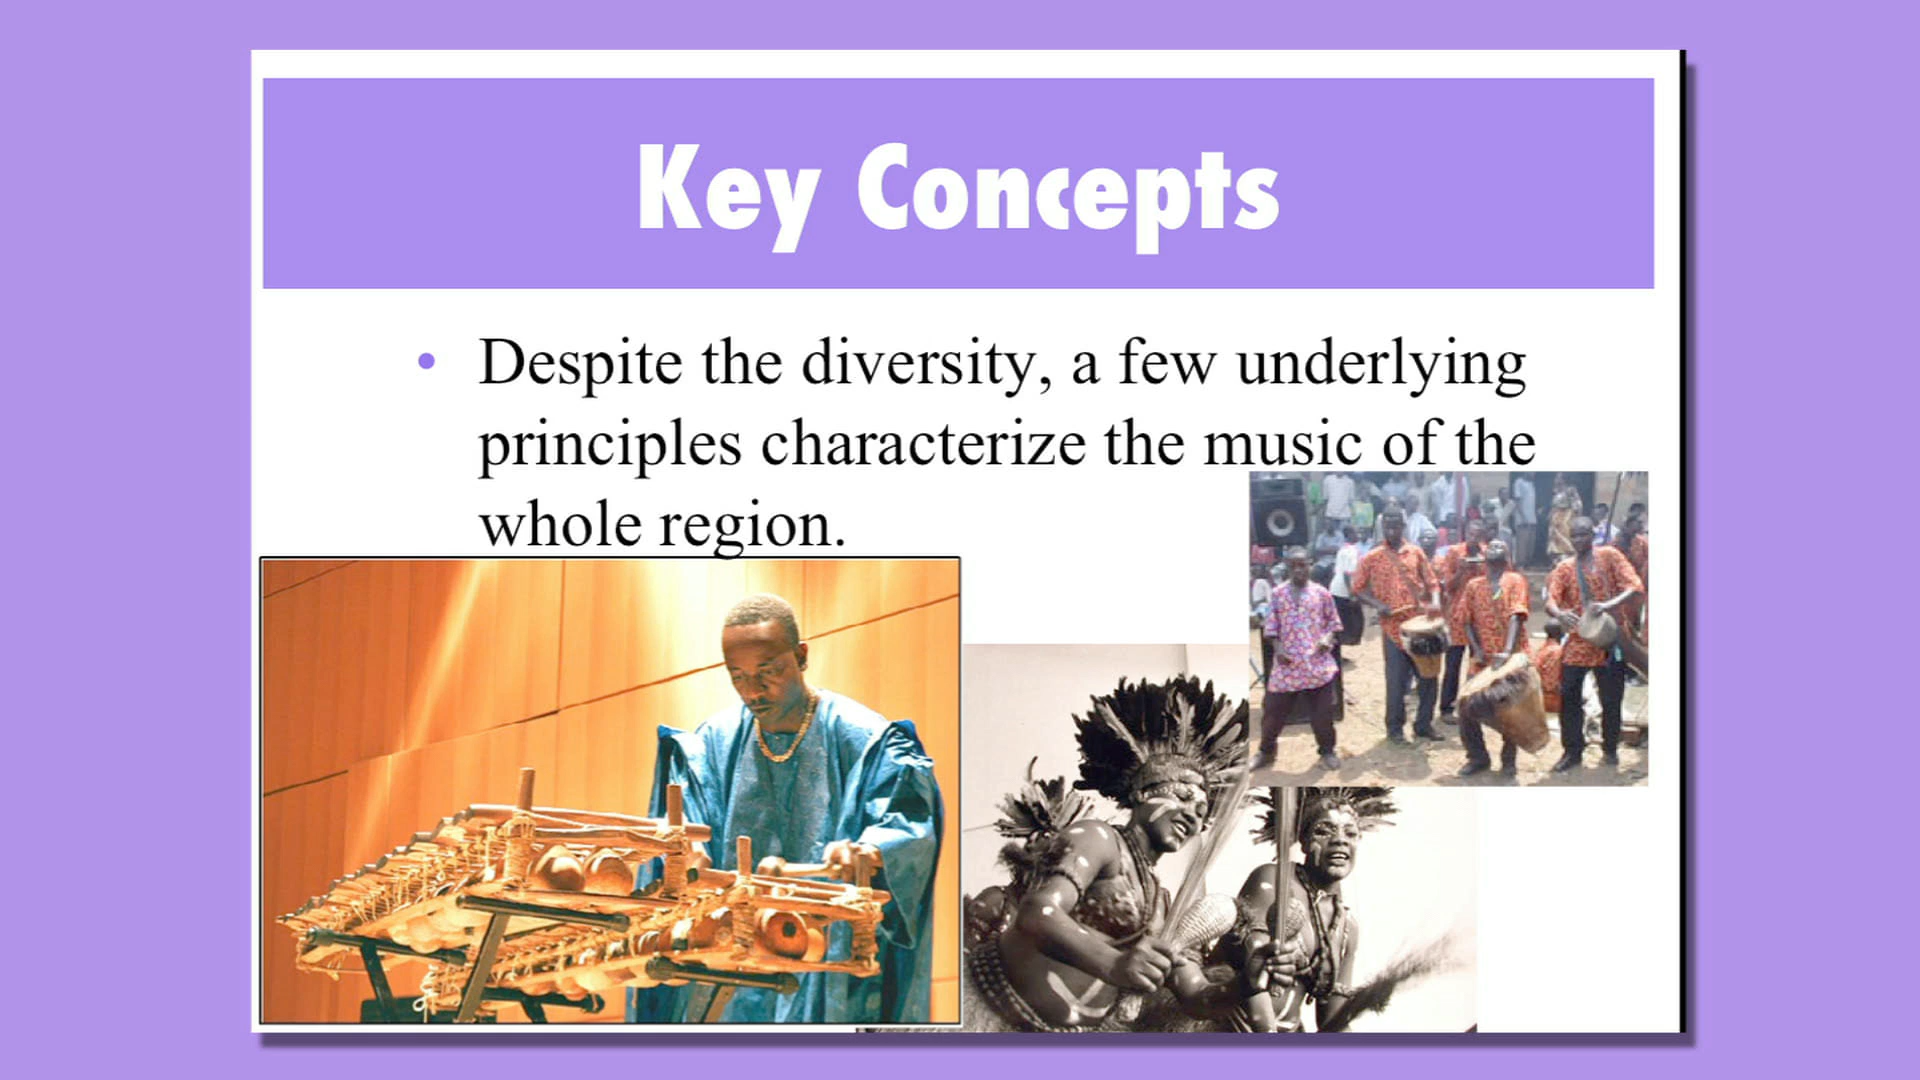 Key Concepts
• Despite the diversity, a few underlying
principles characterize the music of the
whole region.